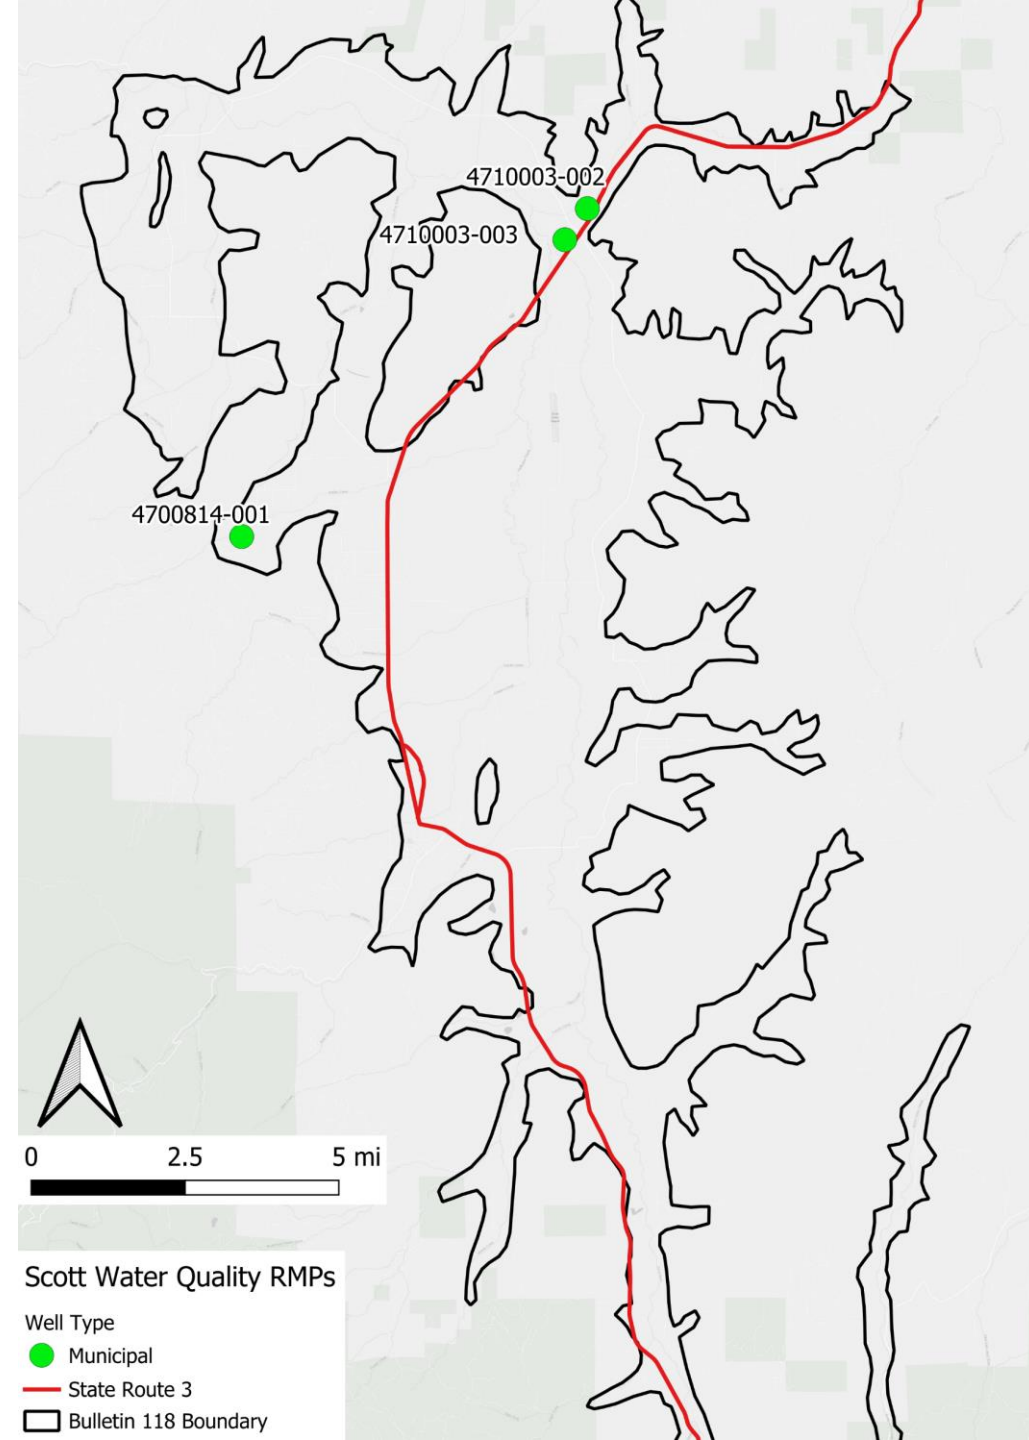 4710003-002
4710003-003
4700814-001
0 2.5 5 mi
Scott Water Quality RMPs
Well Type
Municipal
State Route 3
Bulletin 118 Boundary